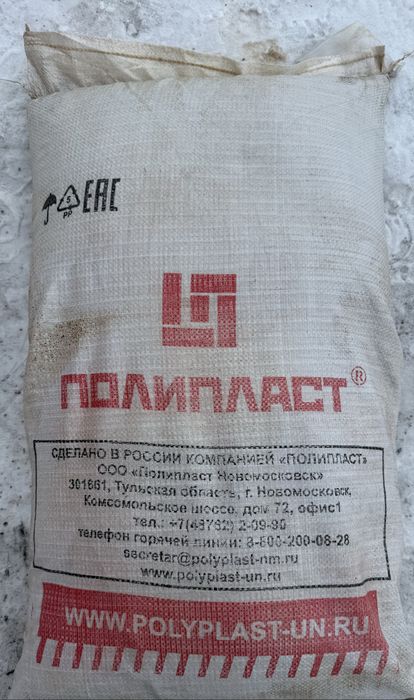 EAC
5
PP
ПОЛИПЛАСТ®
СДЕЛАНО В РОССИИ КОМПАНИЕЙ «ПОЛИПЛАСТ»
ООО «Полипласт Новомосковск»
301661, Тульская область, г. Новомосковск,
Комсомольское шоссе, дом 72, офис1
тел.: +7(48762) 2-09-90
телефон горячей линии: 8-800-200-08-28
secretar@polyplast-nm.ru
www.polyplast-un.ru
WWW.POLYPLAST-UN.RU